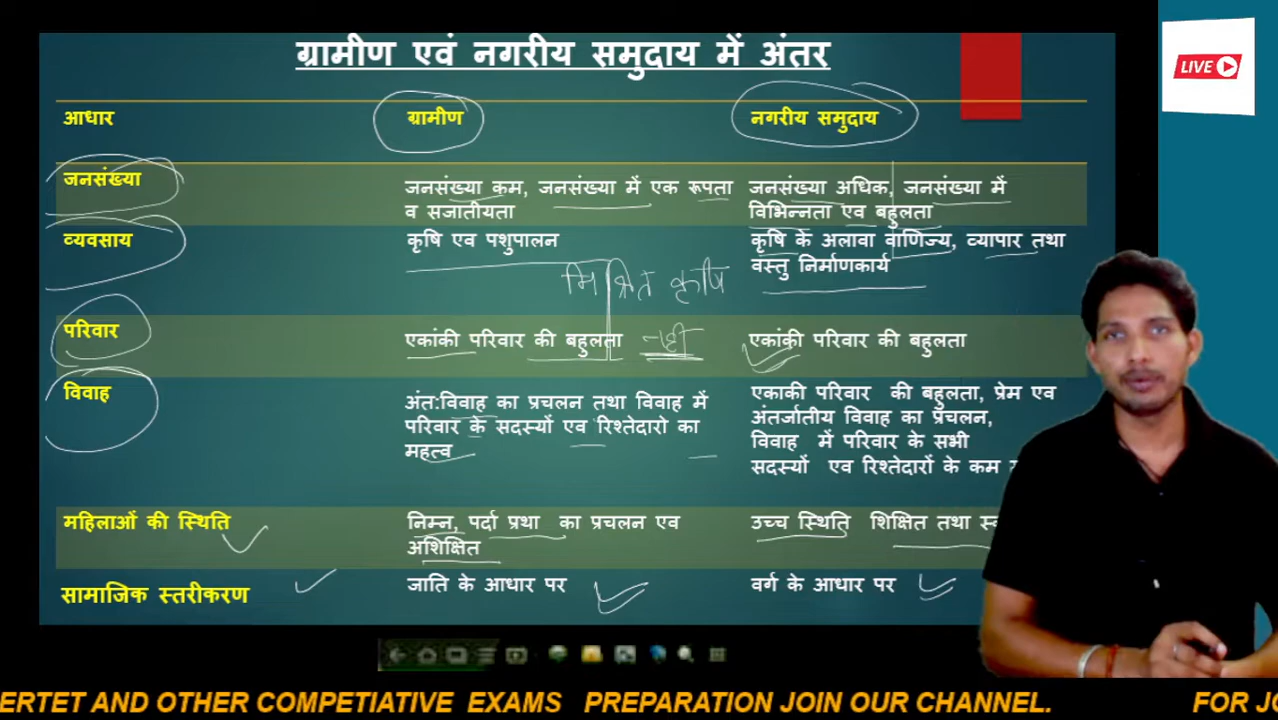 ग्रामीण एवं नगरीय समुदाय में अंतर
LIVE
आधार ग्रामीण नगरीय समुदाय
जनसंख्या जनसंख्या कम, जनसंख्या में एक रूपता जनसंख्या अधिक, जनसंख्या में
व सजातीयता विभिन्नता एव बहुलता
व्यवसाय कृषि एव पशुपालन कृषि के अलावा वाणिज्य, व्यापार तथा
वस्तु निर्माणकार्य
मिश्रित कृषि
परिवार एकांकी परिवार की बहुलता नही एकांकी परिवार की बहुलता
विवाह अंत:विवाह का प्रचलन तथा विवाह में एकाकी परिवार की बहुलता, प्रेम एव
परिवार के सदस्यों एव रिश्तेदारो का अंतर्जातीय विवाह का प्रचलन,
महत्व विवाह में परिवार के सभी
सदस्यों एव रिश्तेदारों के कम
महिलाओं की स्थिति निम्न, पर्दा प्रथा का प्रचलन एव उच्च स्थिति शिक्षित तथा
अशिक्षित
सामाजिक स्तरीकरण जाति के आधार पर वर्ग के आधार पर
ERTET AND OTHER COMPETIATIVE EXAMS PREPARATION JOIN OUR CHANNEL. FOR JO